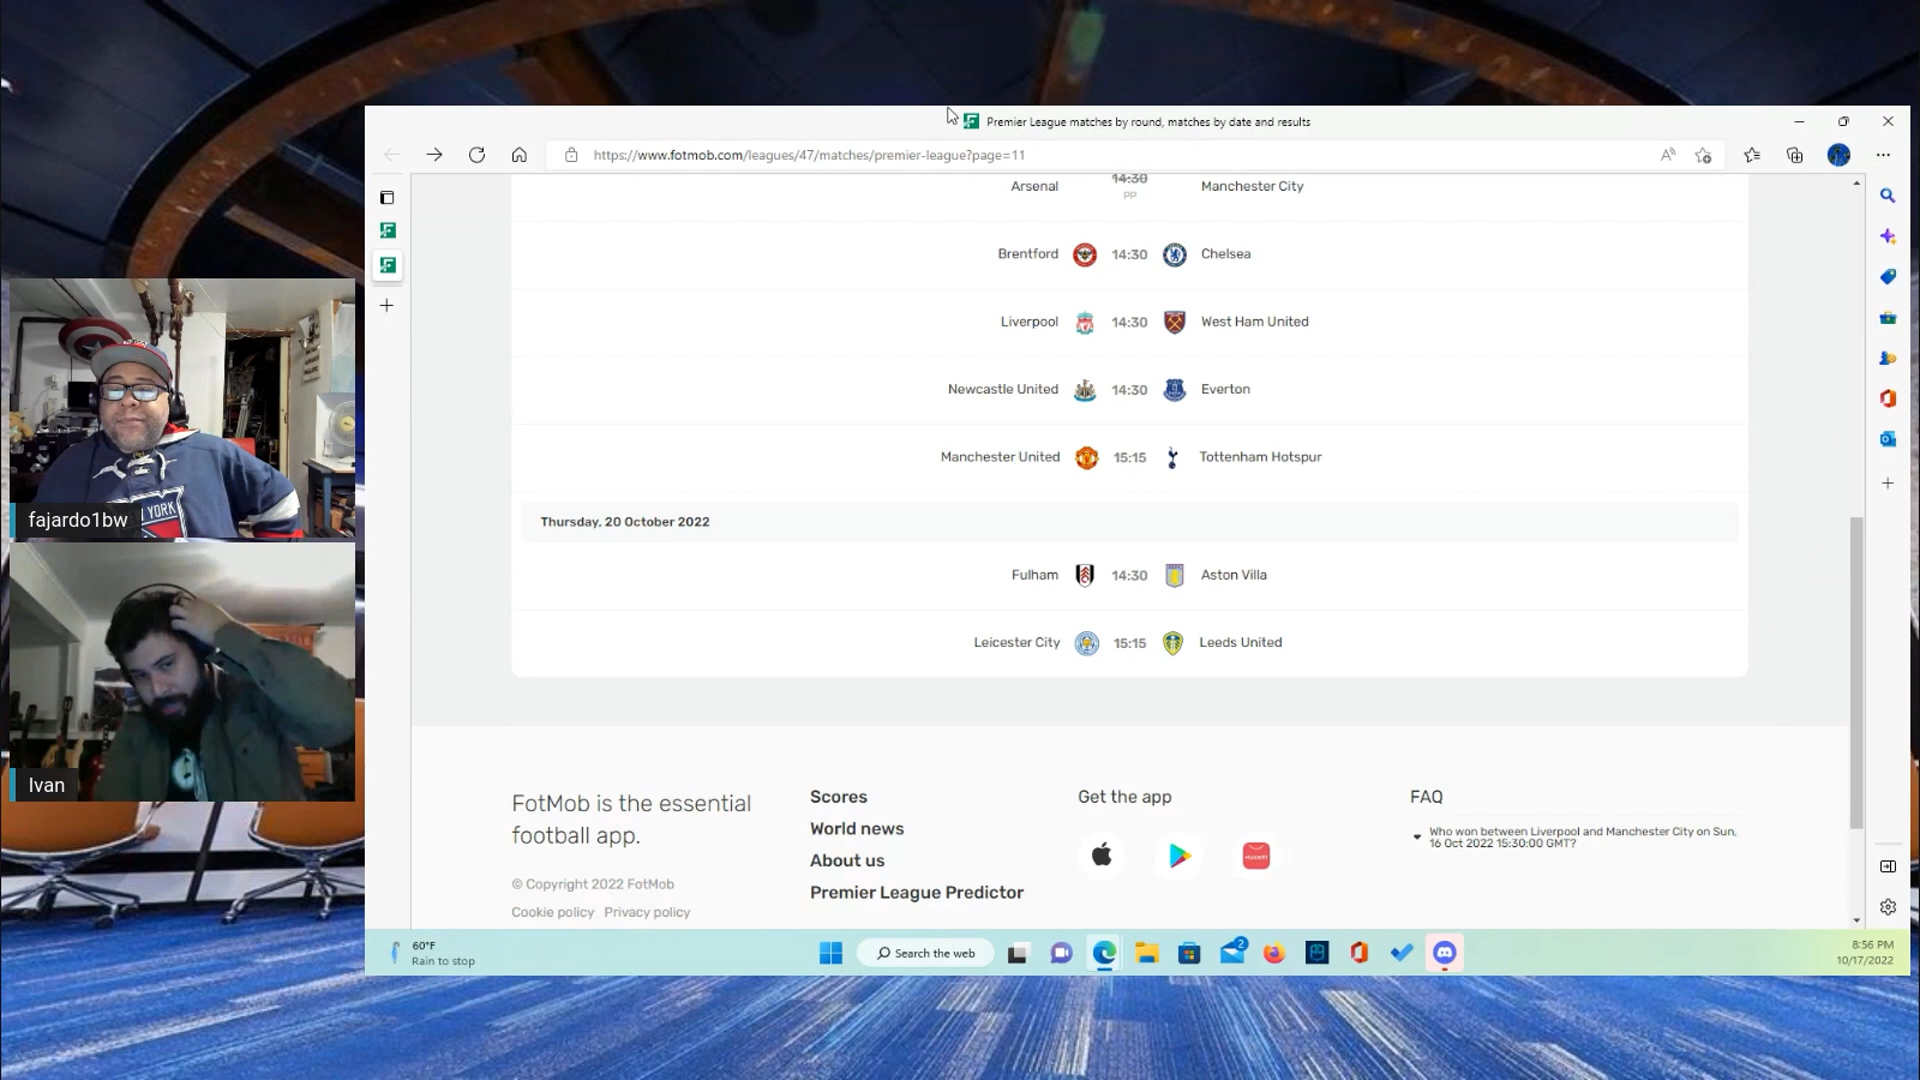 Premier League matches by round, matches by date and results
https://www.fotmob.com/leagues/47/matches/premier-league?page=11
Arsenal 14:30 PP Manchester City
Brentford 14:30 Chelsea
Liverpool 14:30 West Ham United
Newcastle United 14:30 Everton
Manchester United 15:15 Tottenham Hotspur
Thursday, 20 October 2022
Fulham 14:30 Aston Villa
Leicester City 15:15 Leeds United
FotMob is the essential
football app.
© Copyright 2022 FotMob
Cookie policy Privacy policy
Scores
World news
About us
Premier League Predictor
Get the app
HUAWEI
FAQ
Who won between Liverpool and Manchester City on Sun,
16 Oct 2022 15:30:00 GMT?
60°F
Rain to stop
Search the web
2
8:56 PM
10/17/2022
YORK
fajardo1bw
Ivan